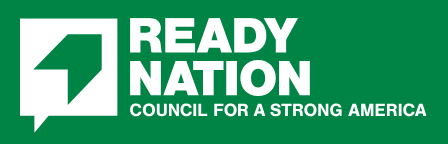 READY
NATION
COUNCIL FOR A STRONG AMERICA